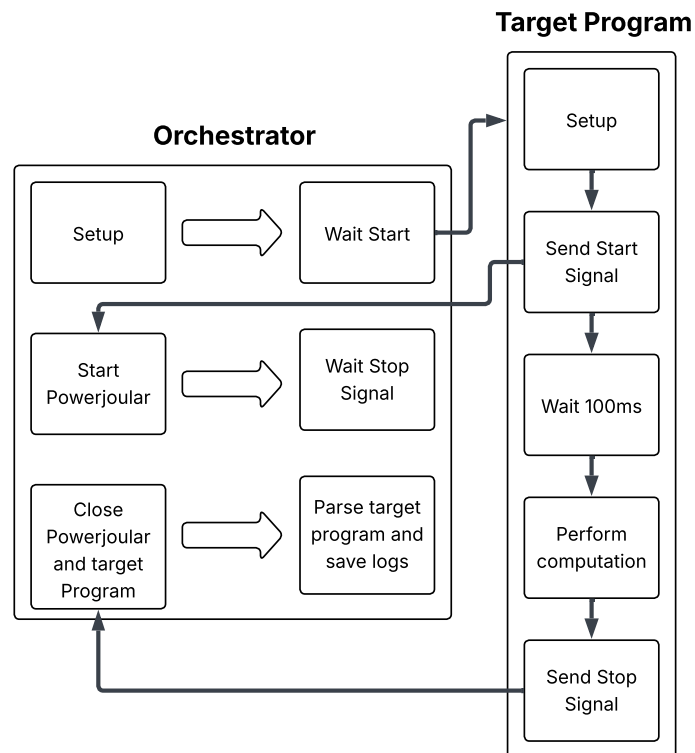 Target Program
Orchestrator
Setup
Wait Start
Start
Powerjoular
Wait Stop
Signal
Close
Powerjoular
and target
Program
Parse target
program and
save logs
Setup
Send Start
Signal
Wait 100ms
Perform
computation
Send Stop
Signal